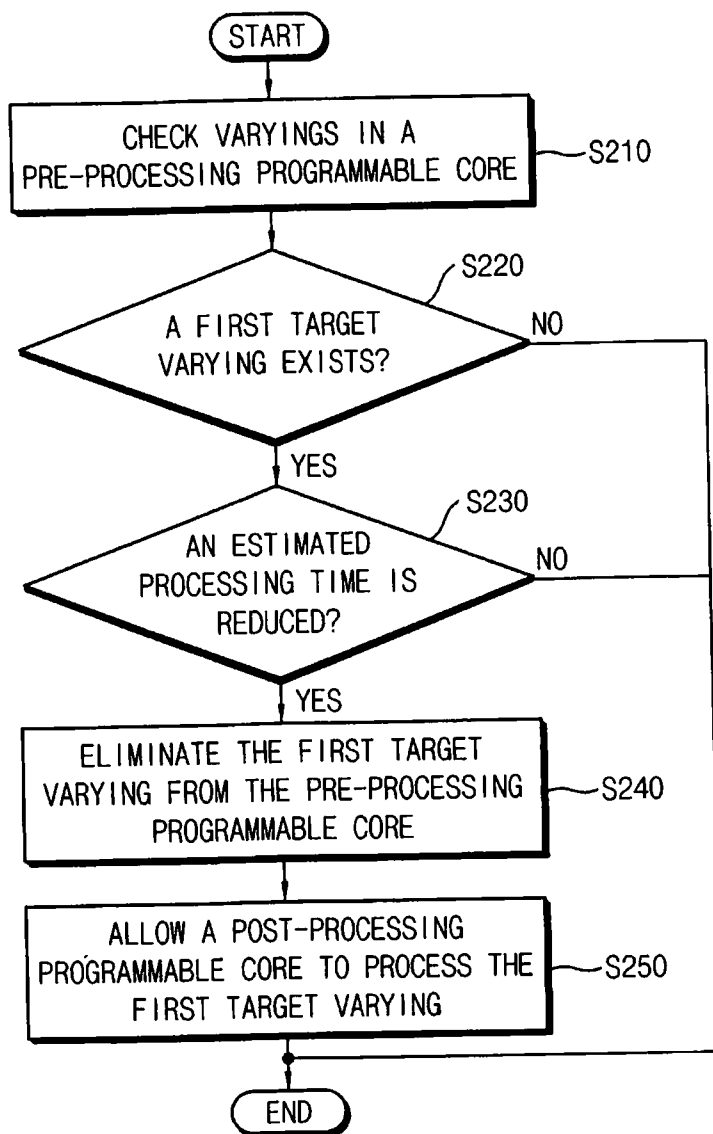 START
CHECK VARYINGS IN A
PRE-PROCESSING PROGRAMMABLE CORE
S210
S220
A FIRST TARGET
VARYING EXISTS?
NO
YES
S230
AN ESTIMATED
PROCESSING TIME IS
REDUCED?
NO
YES
ELIMINATE THE FIRST TARGET
VARYING FROM THE PRE-PROCESSING
PROGRAMMABLE CORE
S240
ALLOW A POST-PROCESSING
PROGRAMMABLE CORE TO PROCESS THE
FIRST TARGET VARYING
S250
END